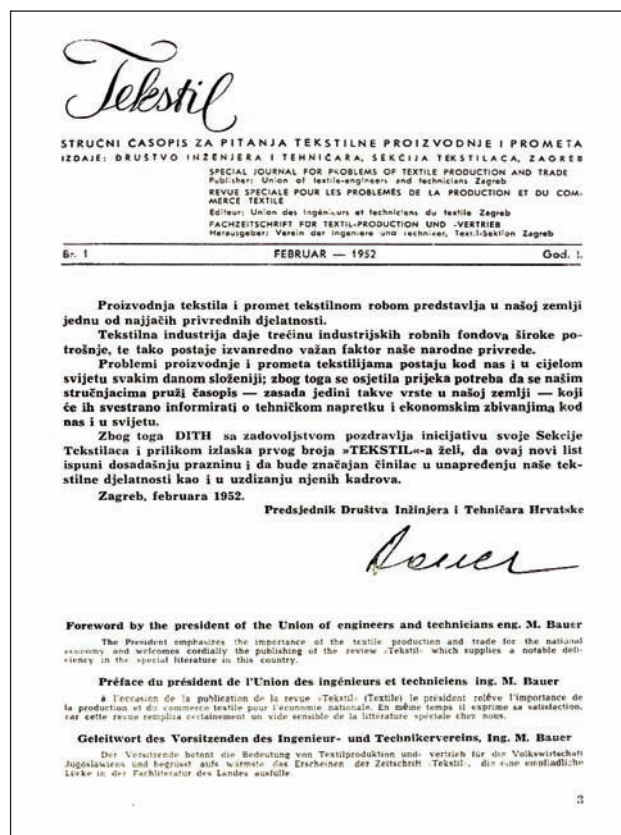 Tekstil
STRUČNI ČASOPIS ZA PITANJA TEKSTILNE PROIZVODNJE I PROMETA
IZDAJE: DRUŠTVO INŽENJERA I TEHNIČARA, SEKCIJA TEKSTILACA, ZAGREB
SPECIAL JOURNAL FOR PROBLEMS OF TEXTILE PRODUCTION AND TRADE
Publisher: Union of textile-engineers and technicians Zagreb
REVUE SPECIALE POUR LES PROBLÈMES DE LA PRODUCTION ET DU COM-
MERCE TEXTILE
Editeur: Union des ingénieurs et techniciens du textile Zagreb
FACHZEITSCHRIFT FÜR TEXTIL-PRODUCTION UND -VERTRIEB
Herausgeber: Verein der Ingeniere und Techniker, Textil-Sektion Zagreb
Br. 1 FEBRUAR — 1952 God. I.
Proizvodnja tekstila i promet tekstilnom robom predstavlja u našoj zemlji
jednu od najjačih privrednih djelatnosti.
Tekstilna industrija daje trećinu industrijskih robnih fondova široke po-
trošnje, te tako postaje izvanredno važan faktor naše narodne privrede.
Problemi proizvodnje i prometa tekstilijama postaju kod nas i u cijelom
svijetu svakim danom složeniji; zbog toga se osjetila prijeka potreba da se našim
stručnjacima pruži časopis — zasada jedini takve vrste u našoj zemlji — koji
će ih svestrano informirati o tehničkom napretku i ekonomskim zbivanjima kod
nas i u svijetu.
Zbog toga DITH sa zadovoljstvom pozdravlja inicijativu svoje Sekcije
Tekstilaca i prilikom izlaska prvog broja »TEKSTIL«-a želi, da ovaj novi list
ispuni dosadašnju prazninu i da bude značajan činilac u unapređenju naše tek-
stilne djelatnosti kao i u uzdizanju njenih kadrova.
Zagreb, februara 1952.
Predsjednik Društva Inžinjera i Tehničara Hrvatske
Bauer
Foreword by the president of the Union of engineers and technicians eng. M. Bauer
The President emphasizes the importance of the textile production and trade for the national
economy and welcomes cordially the publishing of the review »Tekstil« which supplies a notable defi-
ciency in the special literature in this country.
Préface du président de l'Union des ingénieurs et techniciens ing. M. Bauer
à l'occasion de la publication de la revue »Tekstil« (Textile) le président relève l'importance de
la production et du commerce textile pour l'économie nationale. En même temps il exprime sa satisfaction,
car cette revue remplira certainement un vide sensible de la litterature spéciale chez nous.
Geleitwort des Vorsitzenden des Ingenieur- und Technikervereins, Ing. M. Bauer
Der Vorsitzende betont die Bedeutung von Textilproduktion und- vertrieb für die Volkswirtschaft
Jugoslawiens und begrüsst aufs wärmste das Erscheinen der Zeitschrift »Tekstil«, die eine empfindliche
Lücke in der Fachliteratur des Landes ausfülle.
3